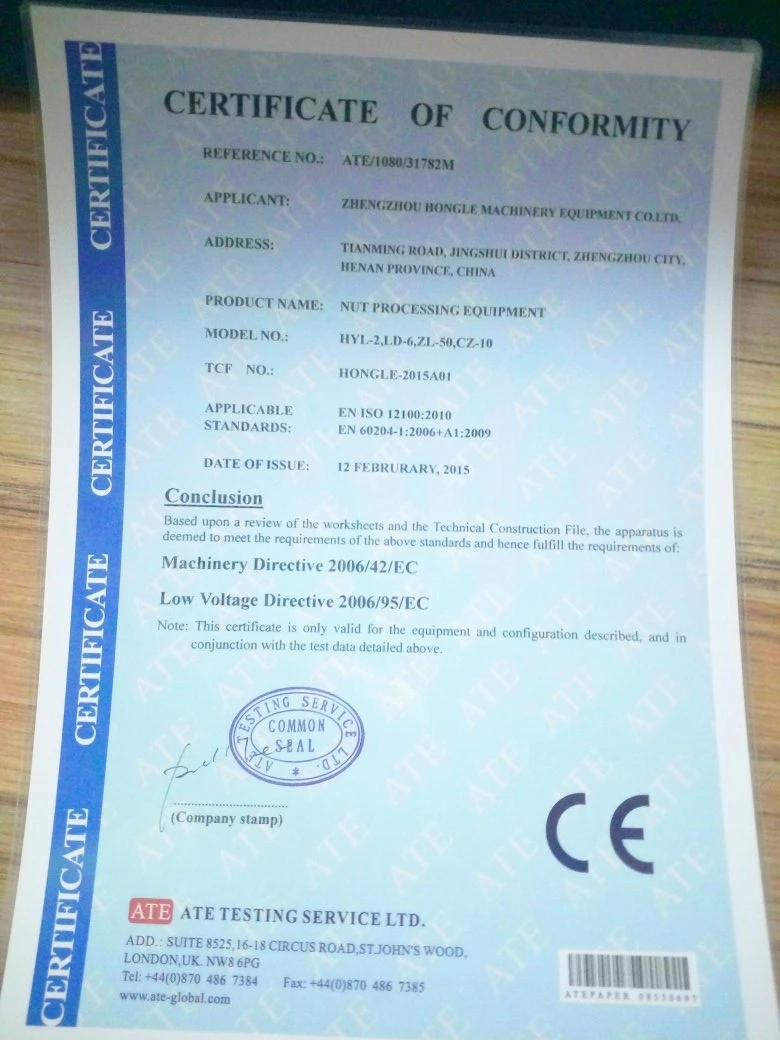 CERTIFICATE OF CONFORMITY
REFERENCE NO.: ATE/1080/31782M
APPLICANT: ZHENGZHOU HONGLE MACHINERY EQUIPMENT CO.LTD.
ADDRESS: TIANMING ROAD, JINGSHUI DISTRICT, ZHENGZHOU CITY,
HENAN PROVINCE, CHINA
PRODUCT NAME: NUT PROCESSING EQUIPMENT
MODEL NO.: HYL-2,LD-6,ZL-50,CZ-10
TCF NO.: HONGLE-2015A01
APPLICABLE EN ISO 12100:2010
STANDARDS: EN 60204-1:2006+A1:2009
DATE OF ISSUE: 12 FEBRURARY, 2015
Conclusion
Based upon a review of the worksheets and the Technical Construction File, the apparatus is
deemed to meet the requirements of the above standards and hence fulfill the requirements of:
Machinery Directive 2006/42/EC
Low Voltage Directive 2006/95/EC
Note: This certificate is only valid for the equipment and configuration described, and in
conjunction with the test data detailed above.
ATE TESTING SERVICE LTD.
COMMON
SEAL
(Company stamp)
CE
ATE ATE TESTING SERVICE LTD.
ADD.: SUITE 8525,16-18 CIRCUS ROAD,ST.JOHN'S WOOD,
LONDON,UK. NW8 6PG
Tel: +44(0)870 486 7384 Fax: +44(0)870 486 7385
www.ate-global.com
ATEPAPER
CERTIFICATE
CERTIFICATE
CERTIFICATE
CERTIFICATE